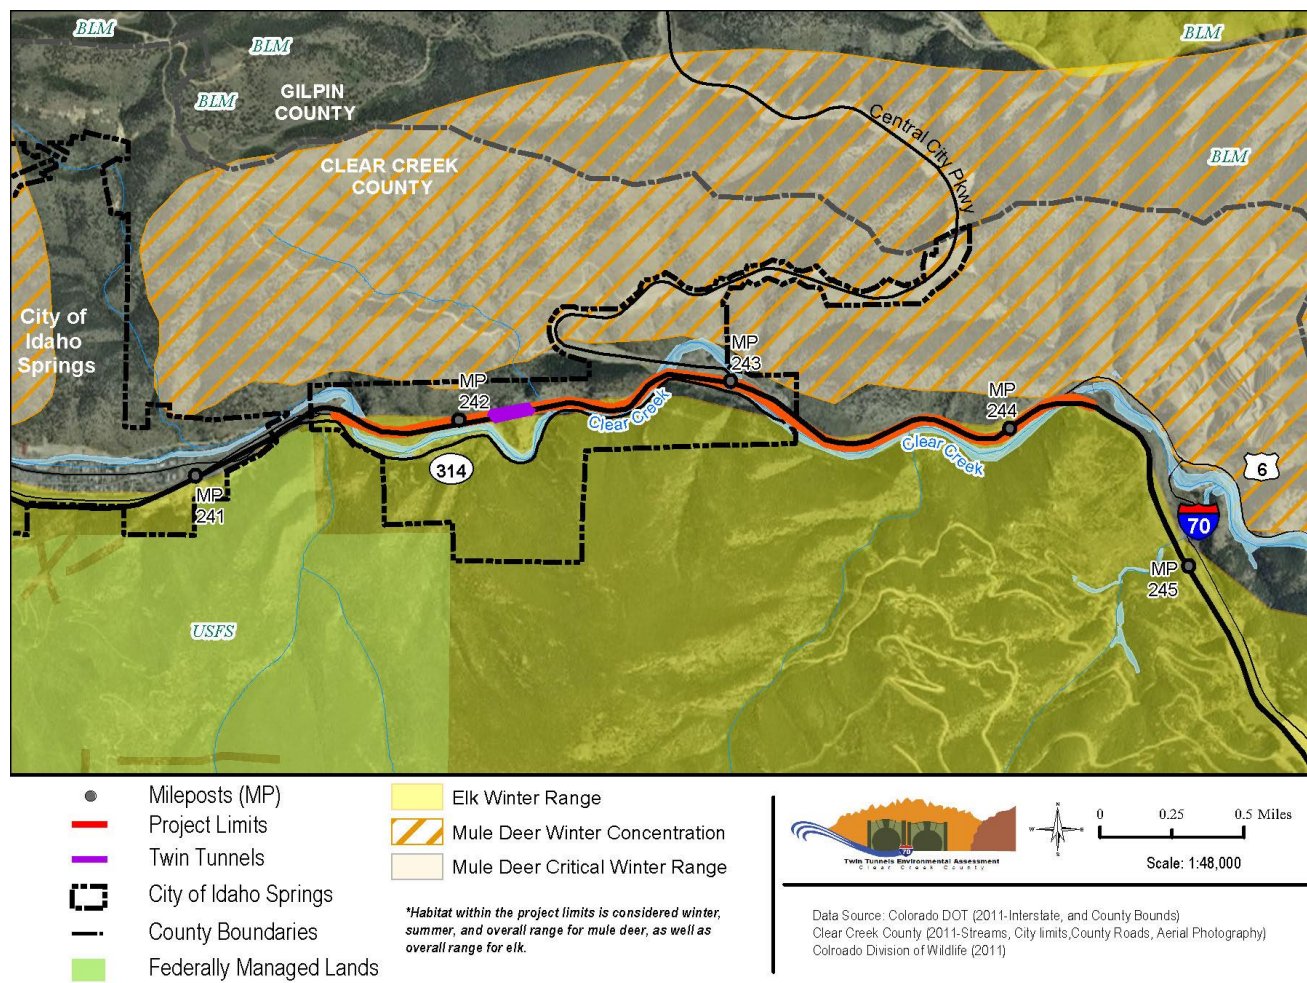 BLM
BLM
BLM
BLM
GILPIN
COUNTY
CLEAR CREEK
COUNTY
Central City Pkwy
BLM
City of
Idaho
Springs
MP
243
MP
242
MP
244
Clear Creek
Clear Creek
314
6
MP
241
70
MP
245
USFS
Mileposts (MP)
Project Limits
Twin Tunnels
City of Idaho Springs
County Boundaries
Federally Managed Lands
Elk Winter Range
Mule Deer Winter Concentration
Mule Deer Critical Winter Range
*Habitat within the project limits is considered winter,
summer, and overall range for mule deer, as well as
overall range for elk.
70
Twin Tunnels Environmental Assessment
Clear Creek County
N
W E
S
0 0.25 0.5 Miles
Scale: 1:48,000
Data Source: Colorado DOT (2011-Interstate, and County Bounds)
Clear Creek County (2011-Streams, City limits,County Roads, Aerial Photography)
Colroado Division of Wildlife (2011)